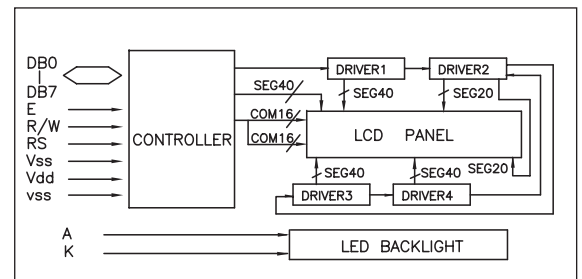 DB0
DB7
E
R/W
RS
Vss
Vdd
vss
CONTROLLER
SEG40
COM16
COM16
DRIVER1
DRIVER2
SEG40
SEG20
LCD PANEL
SEG40
SEG40
SEG20
DRIVER3
DRIVER4
A
K
LED BACKLIGHT